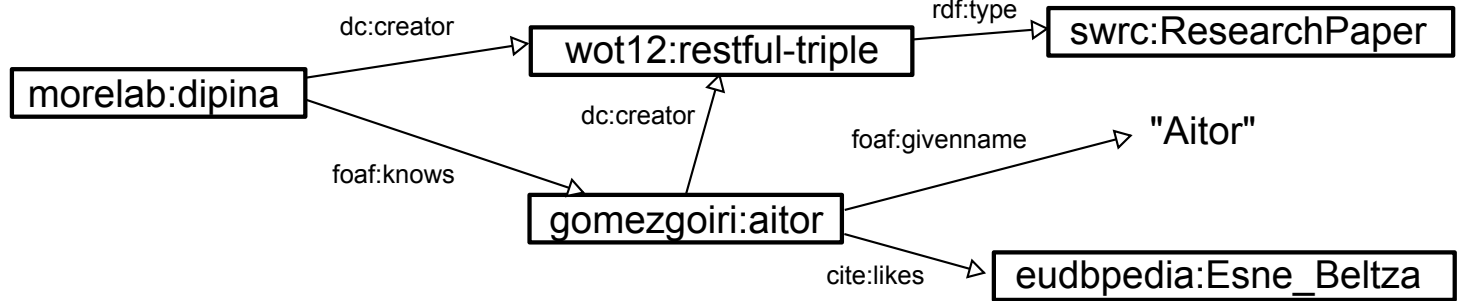 rdf:type
dc:creator
swrc:ResearchPaper
wot12:restful-triple
morelab:dipina
dc:creator
"Aitor"
foaf:givenname
foaf:knows
gomezgoiri:aitor
cite:likes
eudbpedia:Esne_Beltza